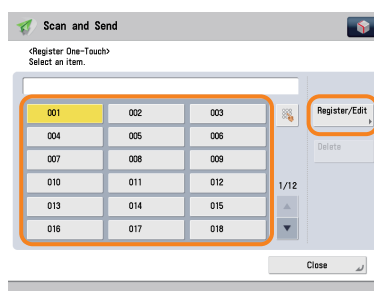 Scan and Send
<Register One-Touch>
Select an item.
001 002 003
Register/Edit
004 005 006
Delete
007 008 009
010 011 012
1/12
013 014 015
016 017 018
Close